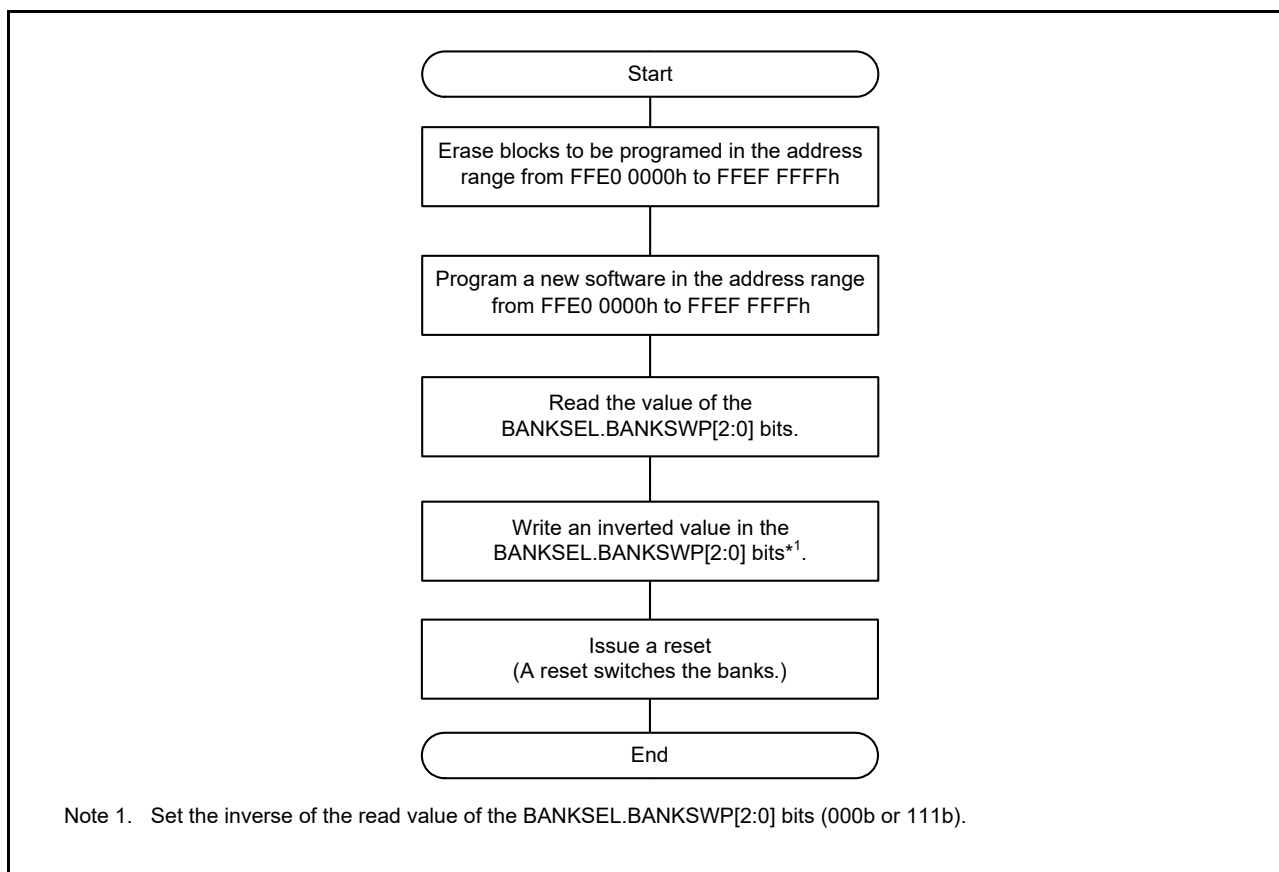 Start
Erase blocks to be programed in the address
range from FFE0 0000h to FFEF FFFFh
Program a new software in the address range
from FFE0 0000h to FFEF FFFFh
Read the value of the
BANKSEL.BANKSWP[2:0] bits.
Write an inverted value in the
BANKSEL.BANKSWP[2:0] bits*1.
Issue a reset
(A reset switches the banks.)
End
Note 1. Set the inverse of the read value of the BANKSEL.BANKSWP[2:0] bits (000b or 111b).